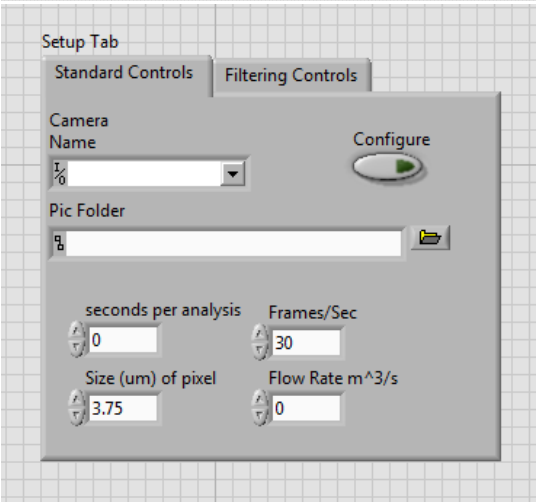 Setup Tab
Standard Controls
Filtering Controls
Camera
Name
Configure
I/O
Pic Folder
seconds per analysis
Frames/Sec
0
30
Size (um) of pixel
Flow Rate m^3/s
3.75
0